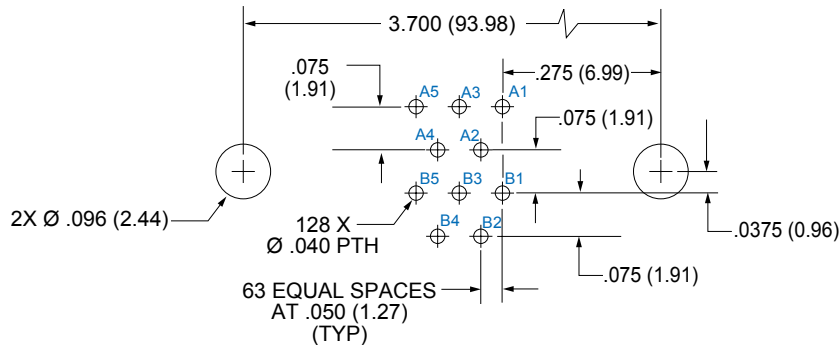 3.700 (93.98)
.075
(1.91)
.275 (6.99)
A5
A3
A1
.075 (1.91)
A4
A2
B5
B3
B1
2X Ø .096 (2.44)
128 X
Ø .040 PTH
B4
B2
.0375 (0.96)
.075 (1.91)
63 EQUAL SPACES
AT .050 (1.27)
(TYP)